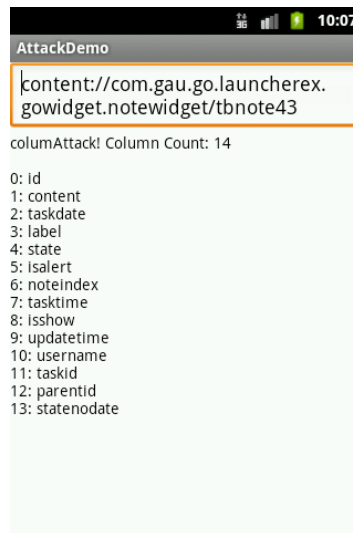 3G 10:07
AttackDemo
content://com.gau.go.launcherex.
gowidget.notewidget/tbnote43
columAttack! Column Count: 14
0: id
1: content
2: taskdate
3: label
4: state
5: isalert
6: noteindex
7: tasktime
8: isshow
9: updatetime
10: username
11: taskid
12: parentid
13: statenodate